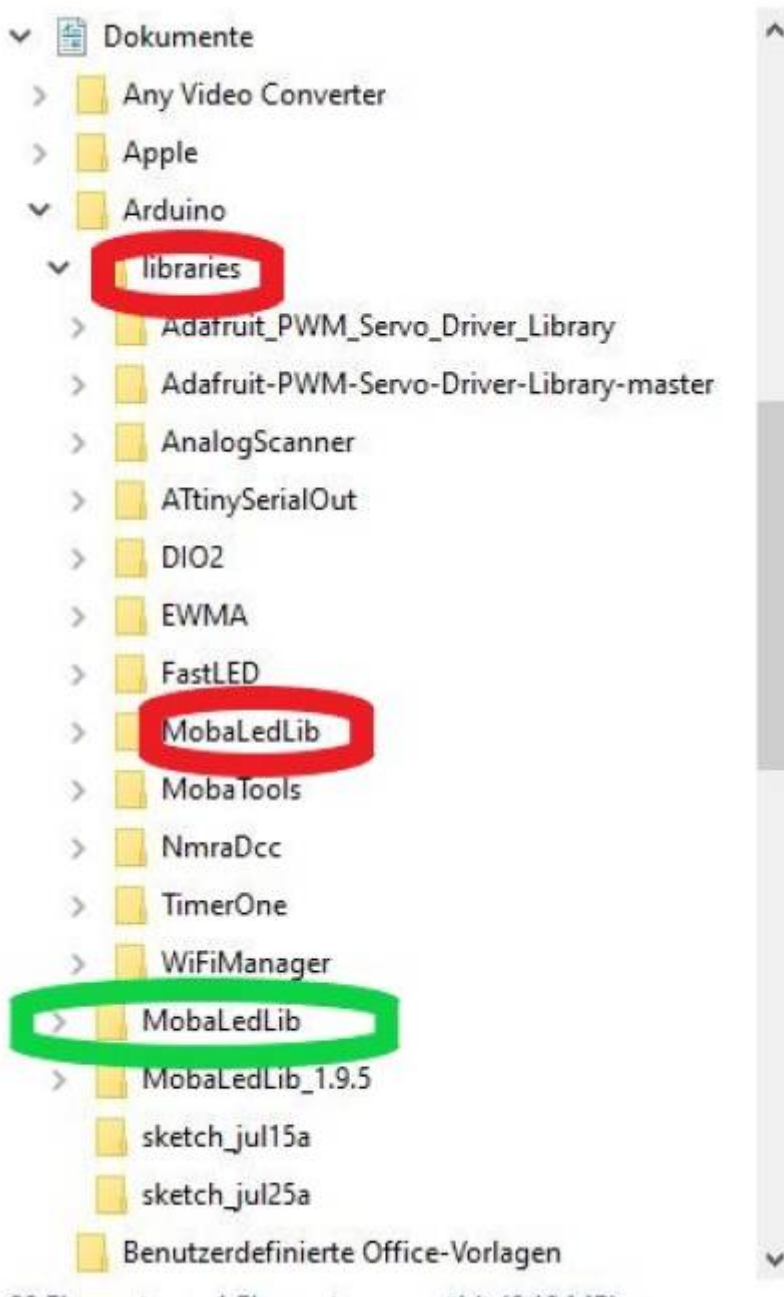 Dokumente
Any Video Converter
Apple
Arduino
libraries
Adafruit_PWM_Servo_Driver_Library
Adafruit-PWM-Servo-Driver-Library-master
AnalogScanner
ATtinySerialOut
DIO2
EWMA
FastLED
MobaLedLib
MobaTools
NmraDcc
TimerOne
WiFiManager
MobaLedLib
MobaLedLib_1.9.5
sketch_jul15a
sketch_jul25a
Benutzerdefinierte Office-Vorlagen